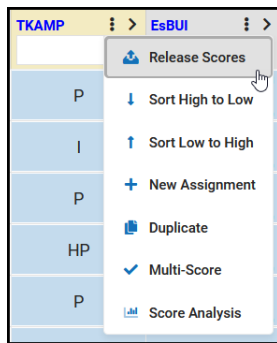 TKAMP
EsBUI
Release Scores
P
Sort High to Low
I
Sort Low to High
New Assignment
P
Duplicate
HP
Multi-Score
P
Score Analysis